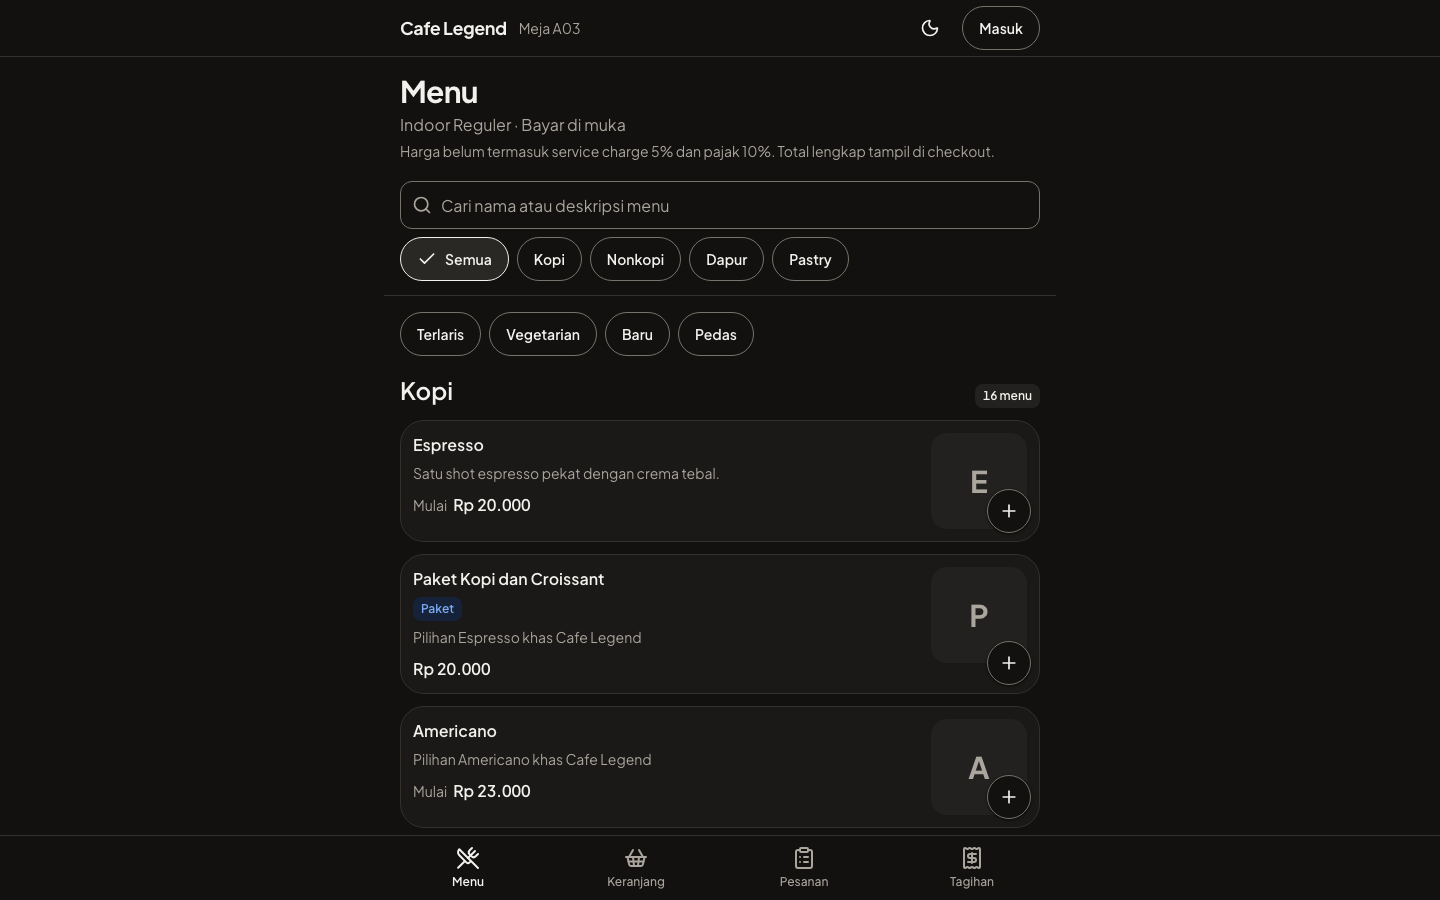 Cafe Legend Meja A03 Masuk
Menu
Indoor Reguler · Bayar di muka
Harga belum termasuk service charge 5% dan pajak 10%. Total lengkap tampil di checkout.
Cari nama atau deskripsi menu
Semua Kopi Nonkopi Dapur Pastry
Terlaris Vegetarian Baru Pedas
Kopi 16 menu
Espresso
Satu shot espresso pekat dengan crema tebal.
Mulai Rp 20.000
E
Paket Kopi dan Croissant
Paket
Pilihan Espresso khas Cafe Legend
Rp 20.000
P
Americano
Pilihan Americano khas Cafe Legend
Mulai Rp 23.000
A
Menu Keranjang Pesanan Tagihan